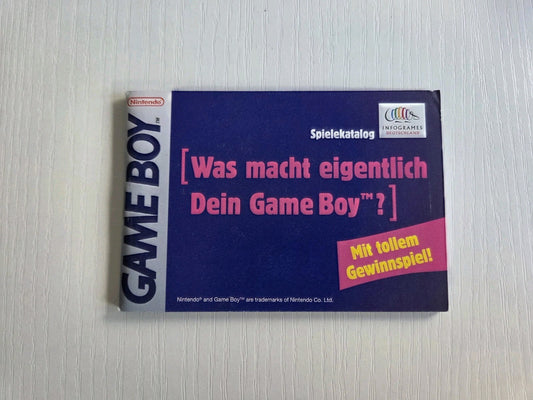 Nintendo
GAME BOY™
Spielekatalog
INFOGRAMES
DEUTSCHLAND
[Was macht eigentlich
Dein Game Boy™?]
Mit tollem
Gewinnspiel!
Nintendo® and Game Boy™ are trademarks of Nintendo Co. Ltd.